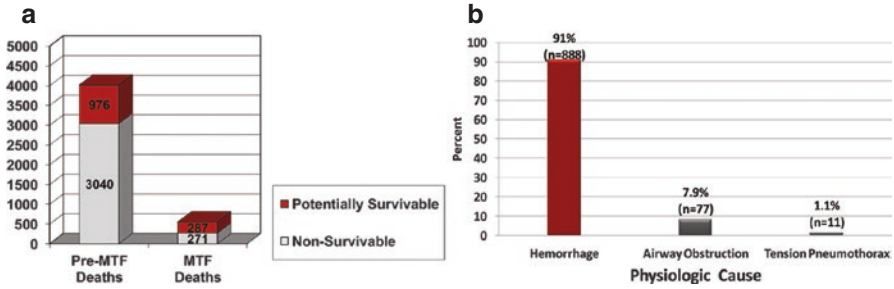 a
5000
4500
4000
3500
3000
2500
2000
1500
1000
500
0
976
3040
287
271
Pre-MTF
Deaths
MTF
Deaths
Potentially Survivable
Non-Survivable
b
Percent
100
90
80
70
60
50
40
30
20
10
0
91%
(n=888)
7.9%
(n=77)
1.1%
(n=11)
Hemorrhage
Airway Obstruction
Tension Pneumothorax
Physiologic Cause